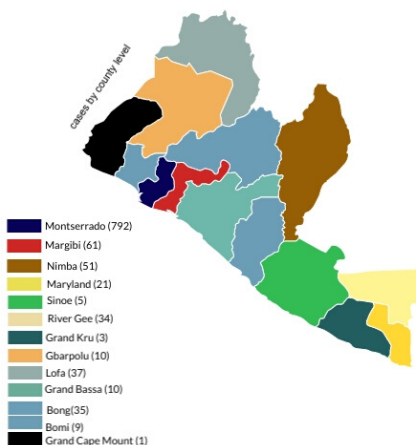 cases by county level
Montserrado (792)
Margibi (61)
Nimba (51)
Maryland (21)
Sinoe (5)
River Gee (34)
Grand Kru (3)
Gbarpolu (10)
Lofa (37)
Grand Bassa (10)
Bong(35)
Bomi (9)
Grand Cape Mount (1)